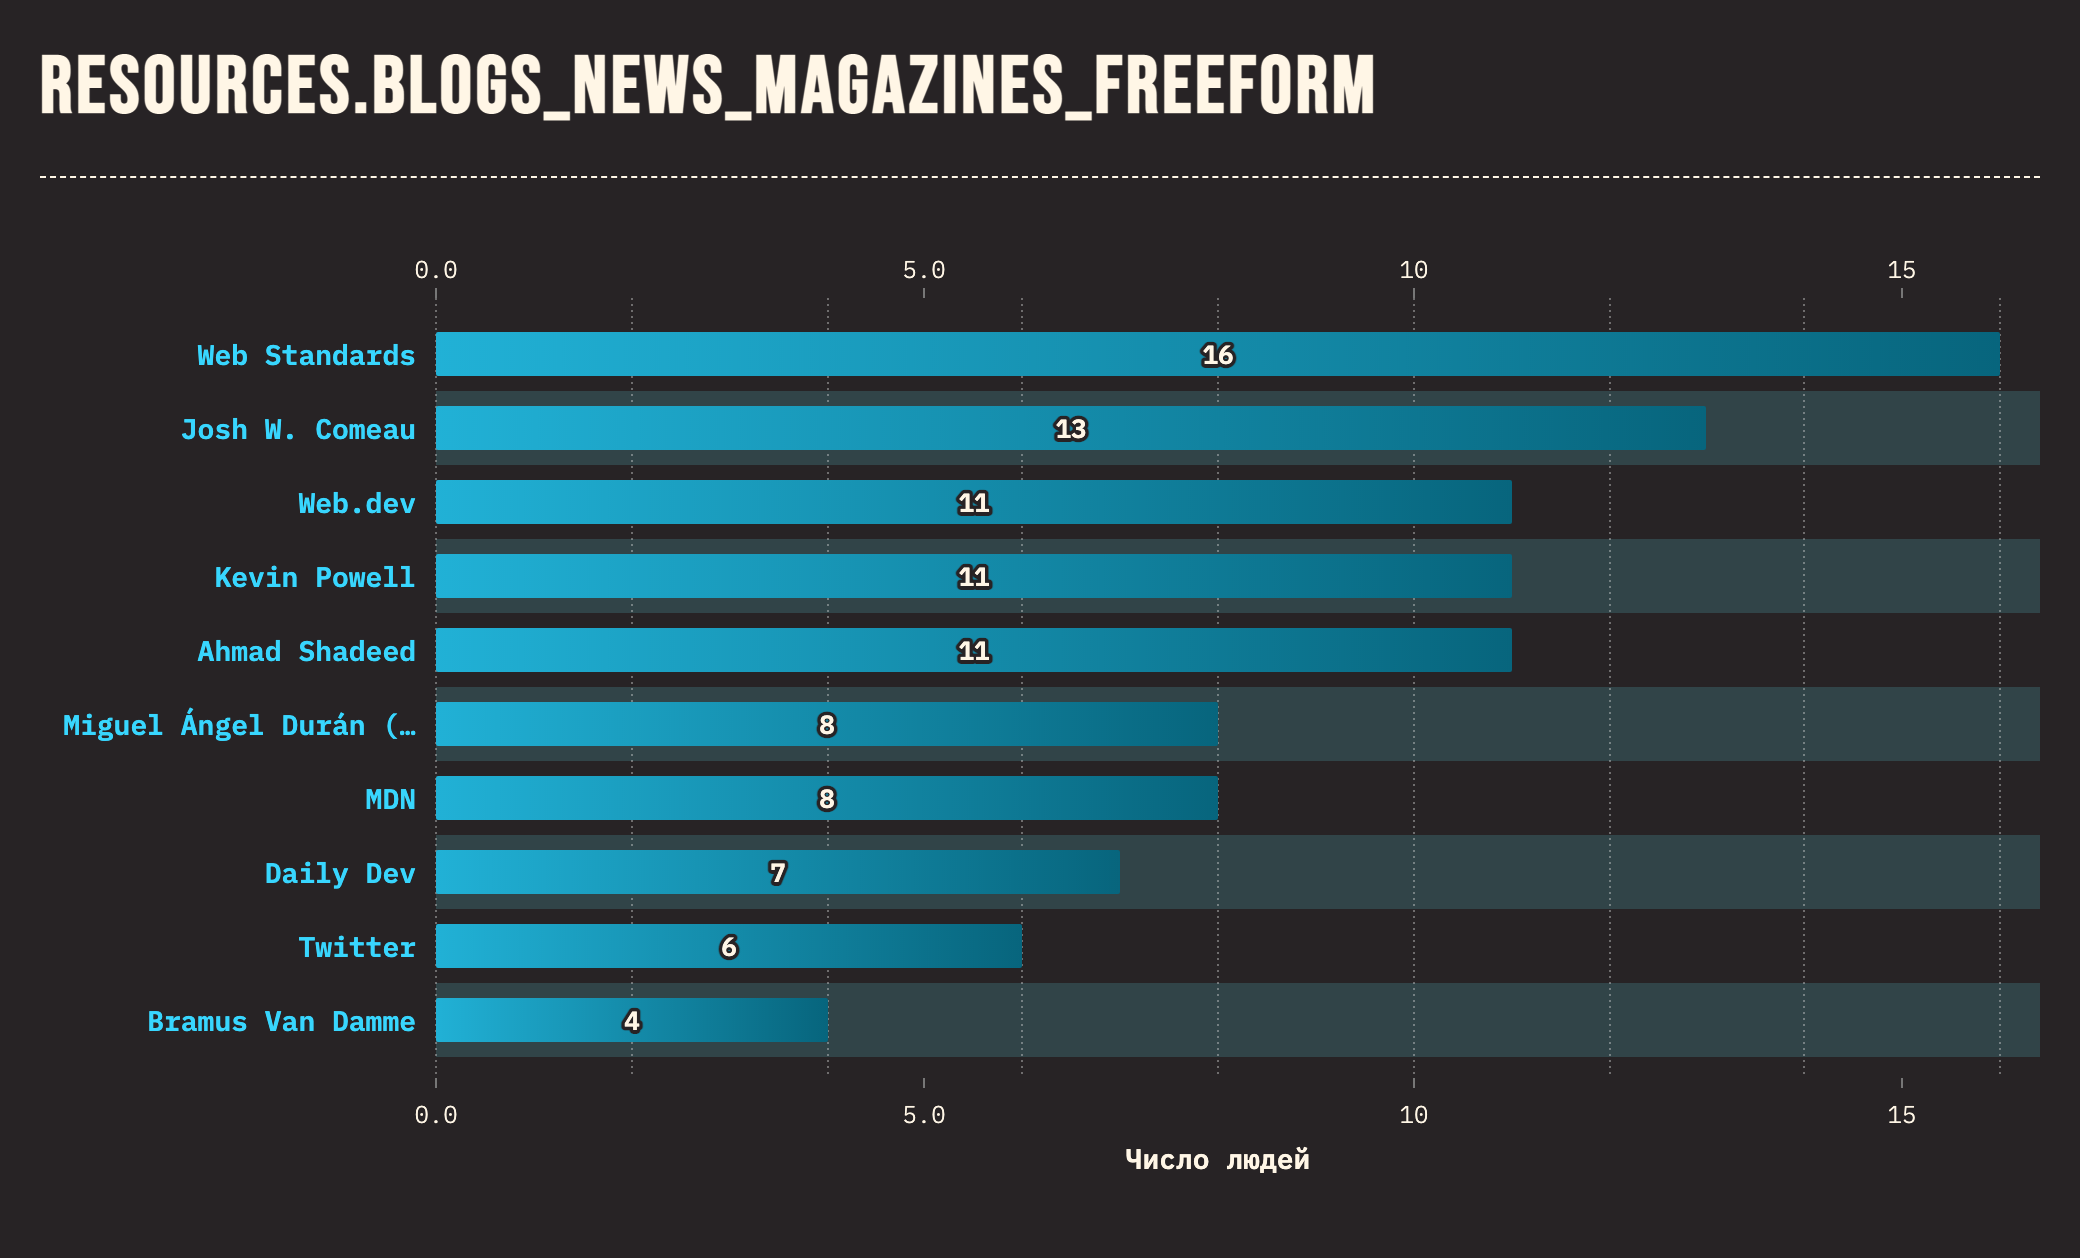 RESOURCES.BLOGS_NEWS_MAGAZINES_FREEFORM
0.0 5.0 10 15
Web Standards 16
Josh W. Comeau 13
Web.dev 11
Kevin Powell 11
Ahmad Shadeed 11
Miguel Ángel Durán (… 8
MDN 8
Daily Dev 7
Twitter 6
Bramus Van Damme 4
0.0 5.0 10 15
Число людей